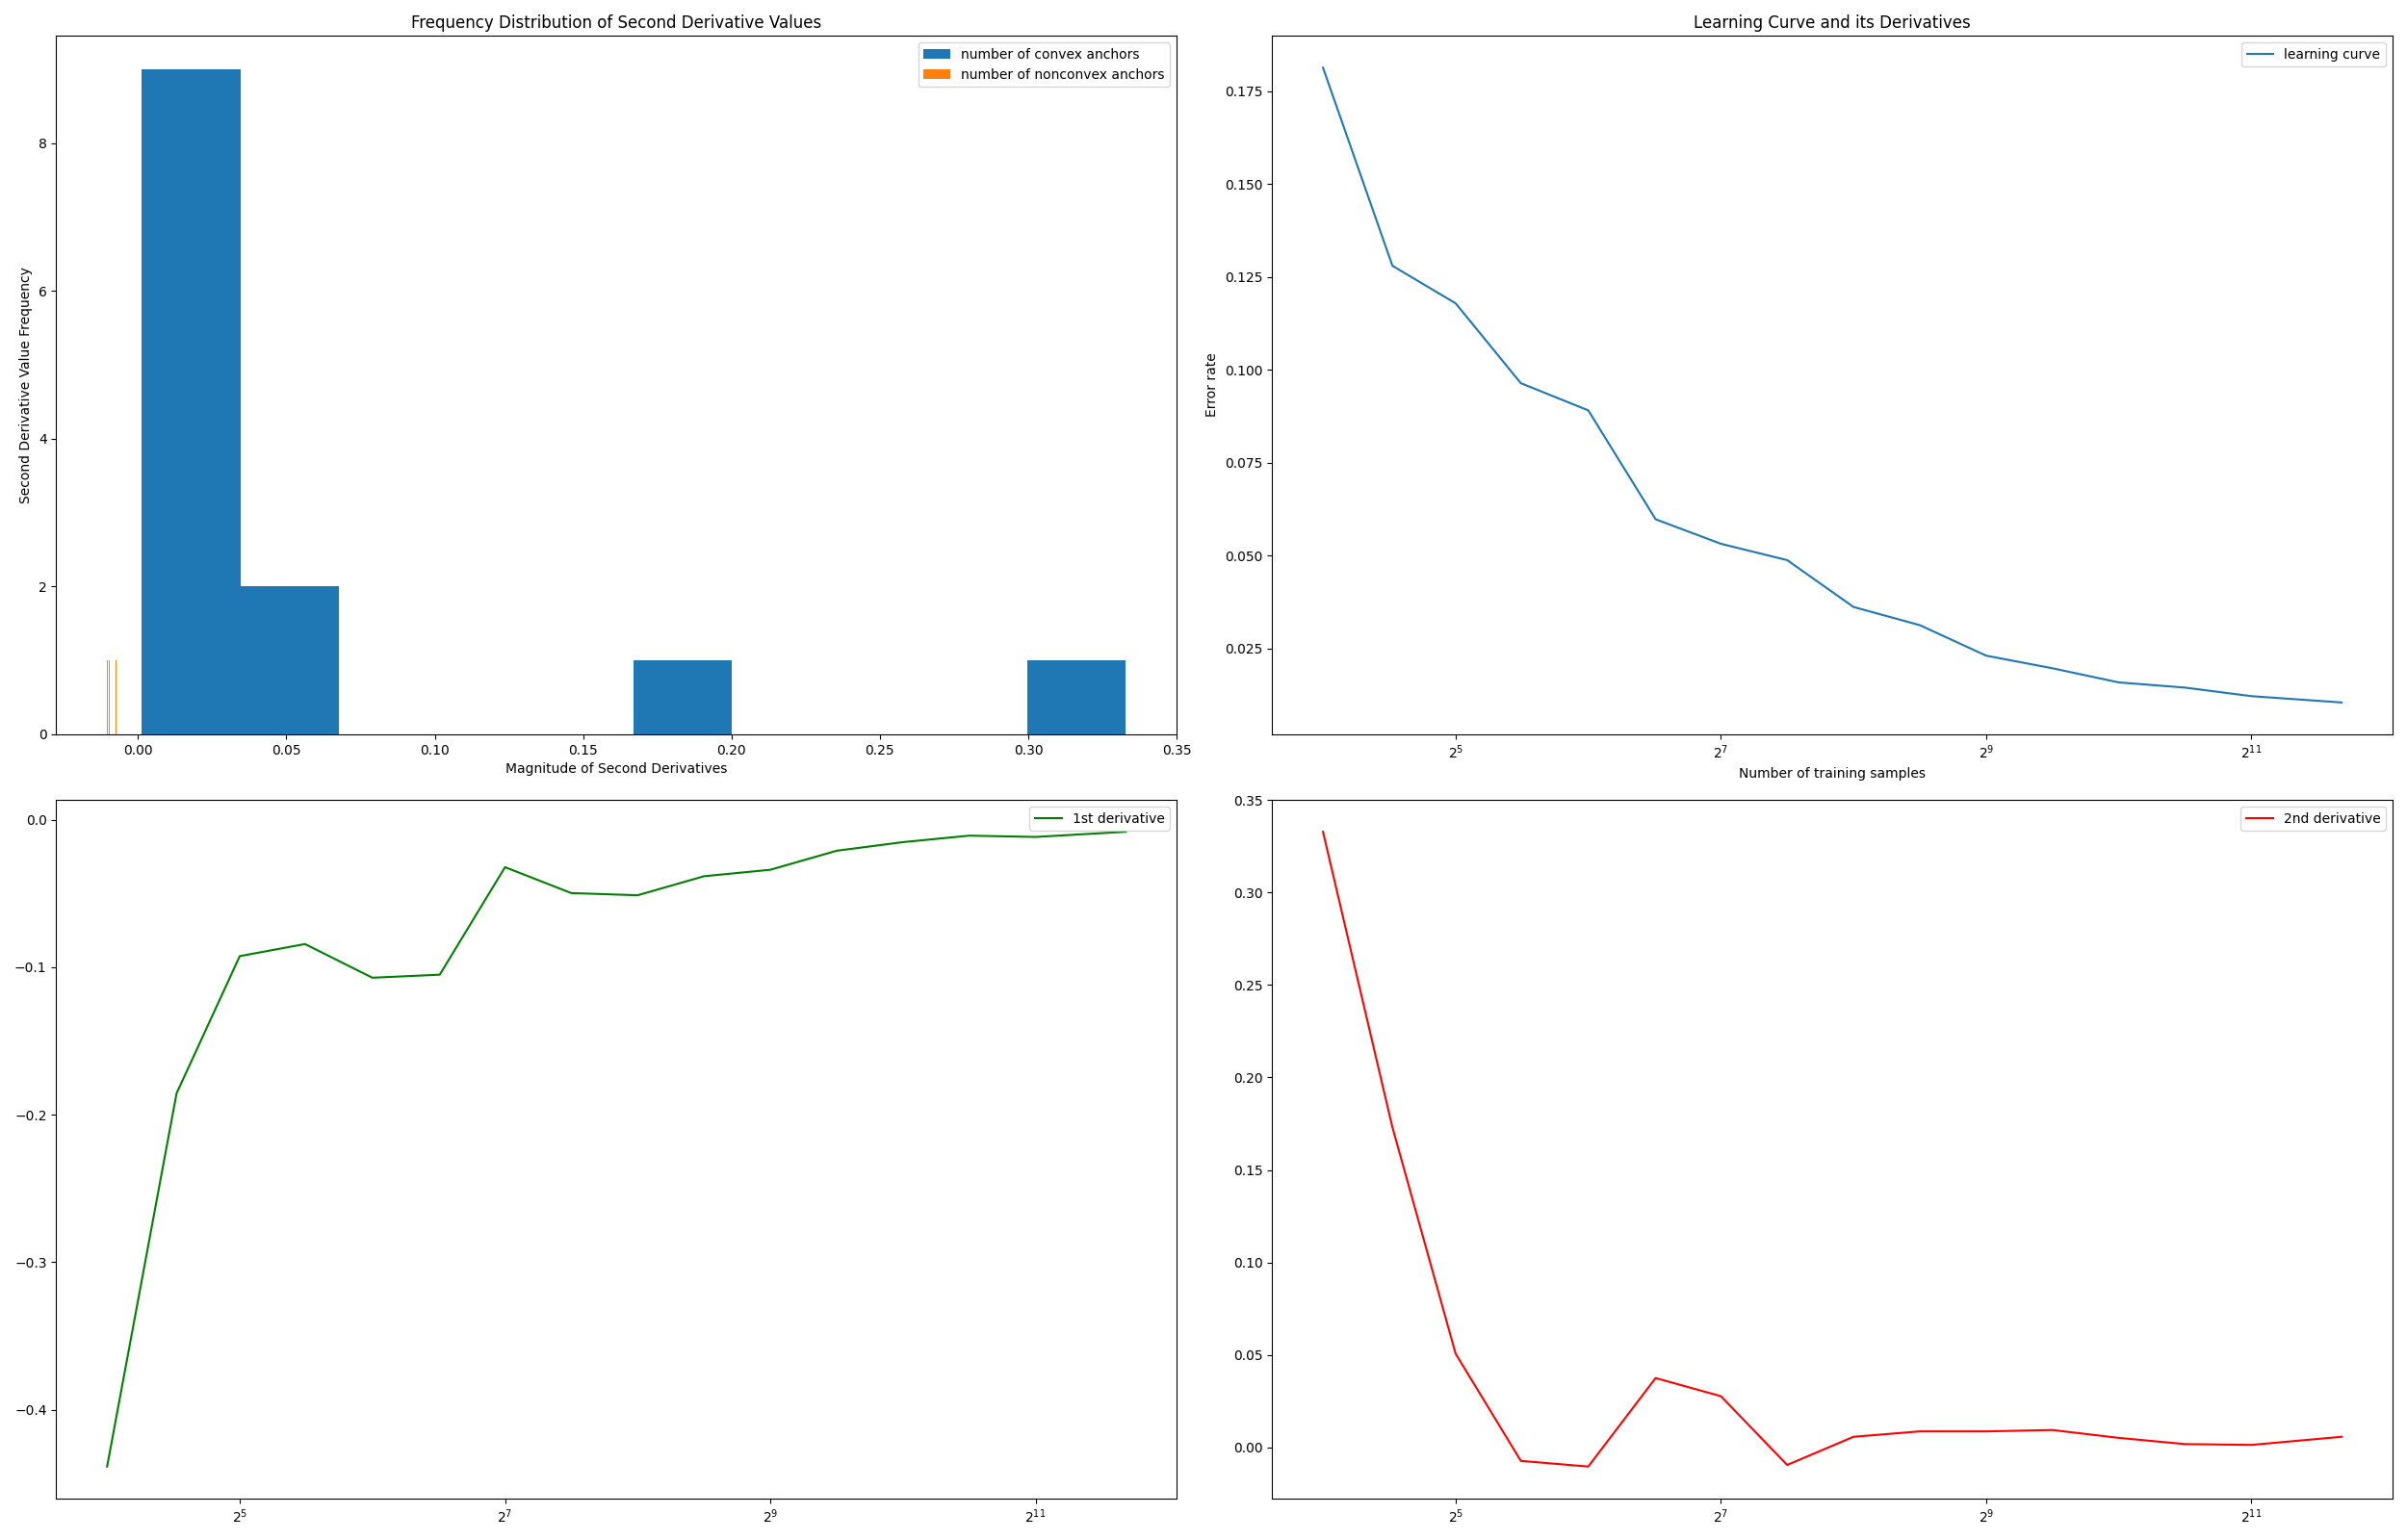 Frequency Distribution of Second Derivative Values
number of convex anchors
number of nonconvex anchors
Second Derivative Value Frequency
8
6
4
2
0
0.00 0.05 0.10 0.15 0.20 0.25 0.30 0.35
Magnitude of Second Derivatives
Learning Curve and its Derivatives
learning curve
Error rate
0.175
0.150
0.125
0.100
0.075
0.050
0.025
2^5 2^7 2^9 2^11
Number of training samples
1st derivative
0.0
−0.1
−0.2
−0.3
−0.4
2^5 2^7 2^9 2^11
2nd derivative
0.35
0.30
0.25
0.20
0.15
0.10
0.05
0.00
2^5 2^7 2^9 2^11